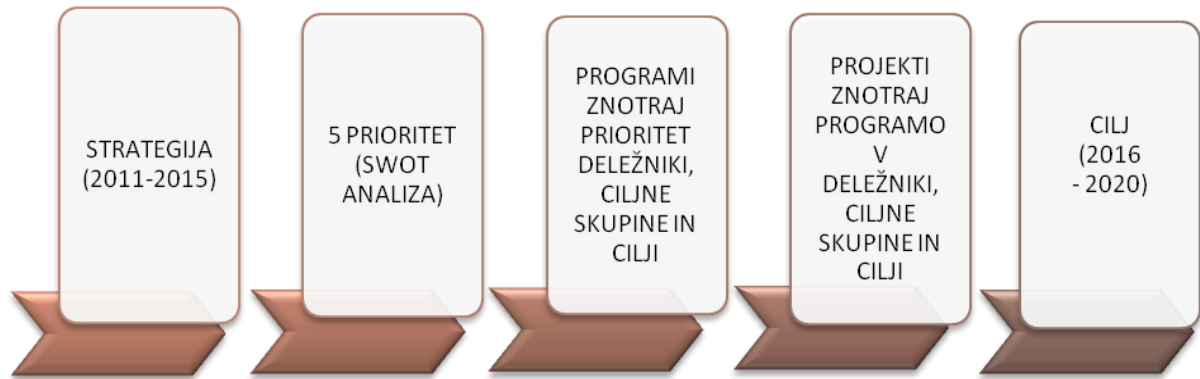 STRATEGIJA
(2011-2015)
5 PRIORITET
(SWOT
ANALIZA)
PROGRAMI
ZNOTRAJ
PRIORITET
DELEŽNIKI,
CILJNE
SKUPINE IN
CILJI
PROJEKTI
ZNOTRAJ
PROGRAMO
V
DELEŽNIKI,
CILJNE
SKUPINE IN
CILJI
CILJ
(2016
- 2020)